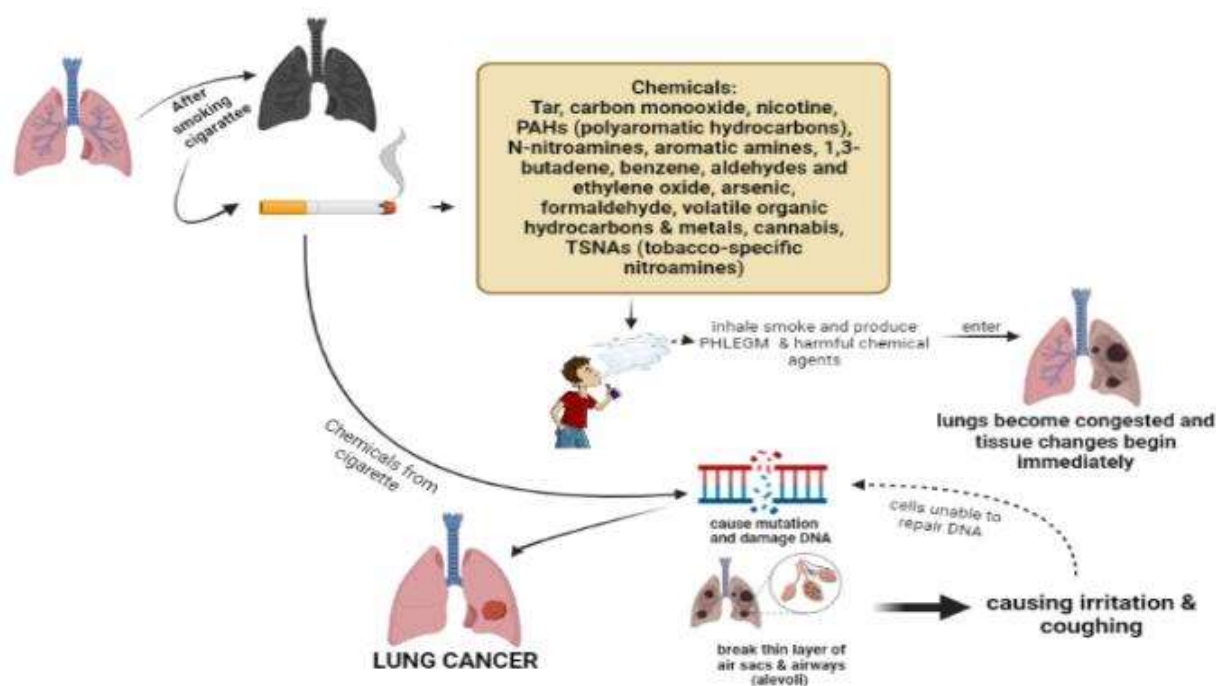 After
smoking
cigarattee
Chemicals:
Tar, carbon monooxide, nicotine,
PAHs (polyaromatic hydrocarbons),
N-nitroamines, aromatic amines, 1,3-
butadene, benzene, aldehydes and
ethylene oxide, arsenic,
formaldehyde, volatile organic
hydrocarbons & metals, cannabis,
TSNAs (tobacco-specific
nitroamines)
inhale smoke and produce
PHLEGM & harmful chemical
agents
enter
lungs become congested and
tissue changes begin
immediately
Chemicals from
cigarette
cause mutation
and damage DNA
cells unable to
repair DNA
LUNG CANCER
break thin layer of
air sacs & airways
(alevoli)
causing irritation &
coughing